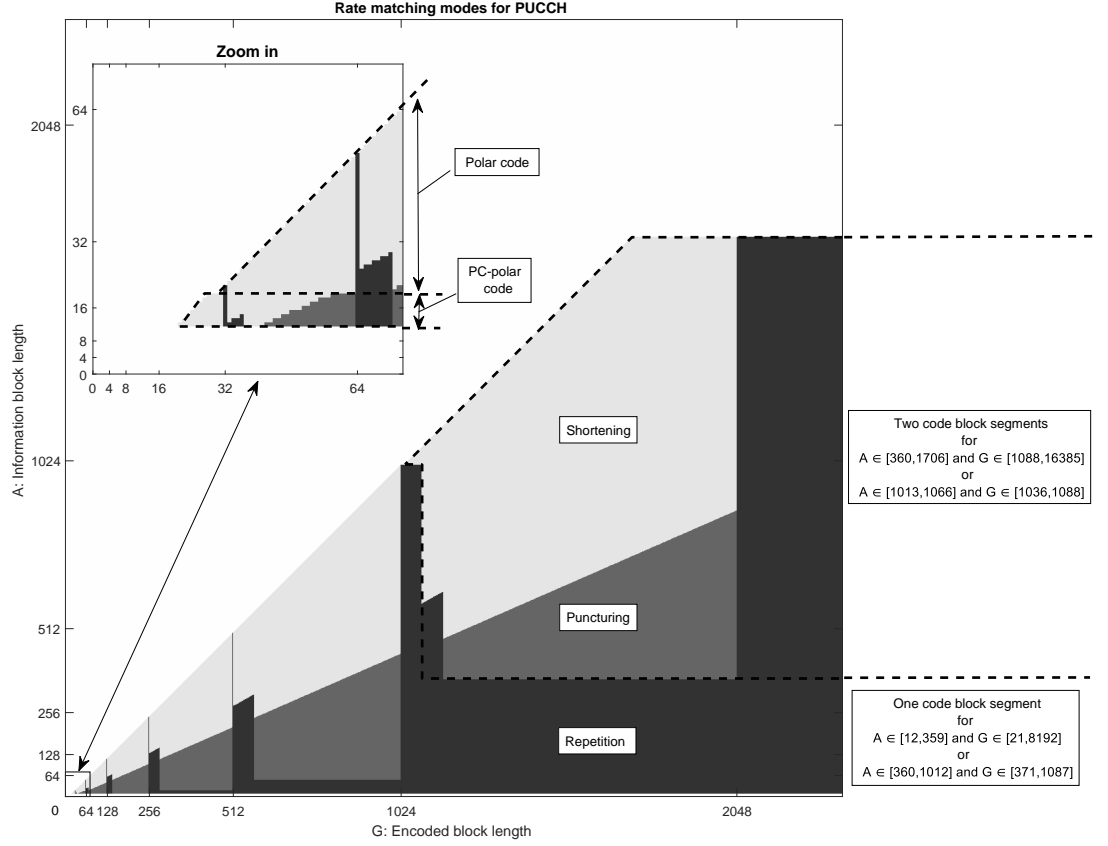 Rate matching modes for PUCCH
Zoom in
64
32
16
8
4
0
0 4 8 16 32 64
Polar code
PC-polar
code
2048
1024
512
256
128
64
0
A: Information block length
Shortening
Puncturing
Repetition
Two code block segments
for
A ∈ [360,1706] and G ∈ [1088,16385]
or
A ∈ [1013,1066] and G ∈ [1036,1088]
One code block segment
for
A ∈ [12,359] and G ∈ [21,8192]
or
A ∈ [360,1012] and G ∈ [371,1087]
64 128 256 512 1024 2048
G: Encoded block length